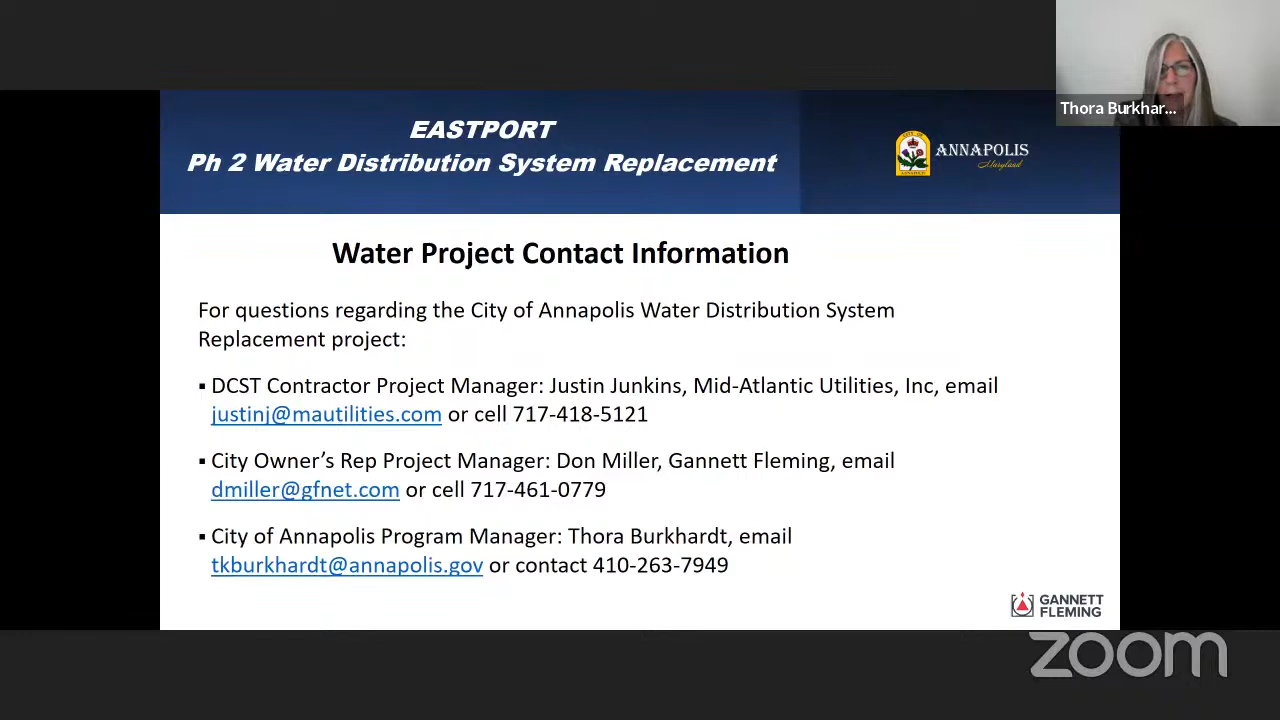 Thora Burkhar...
EASTPORT
Ph 2 Water Distribution System Replacement
ANNAPOLIS
Maryland
Water Project Contact Information
For questions regarding the City of Annapolis Water Distribution System
Replacement project:
▪ DCST Contractor Project Manager: Justin Junkins, Mid-Atlantic Utilities, Inc, email
justinj@mautilities.com or cell 717-418-5121
▪ City Owner’s Rep Project Manager: Don Miller, Gannett Fleming, email
dmiller@gfnet.com or cell 717-461-0779
▪ City of Annapolis Program Manager: Thora Burkhardt, email
tkburkhardt@annapolis.gov or contact 410-263-7949
GANNETT
FLEMING
zoom